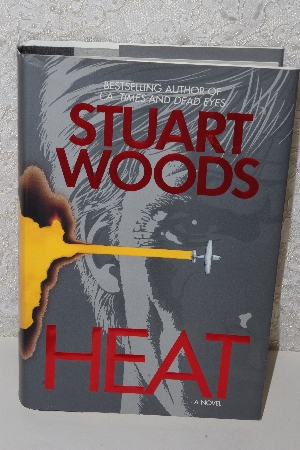 BESTSELLING AUTHOR OF
L.A. TIMES AND DEAD EYES
STUART
WOODS
HEAT
A NOVEL